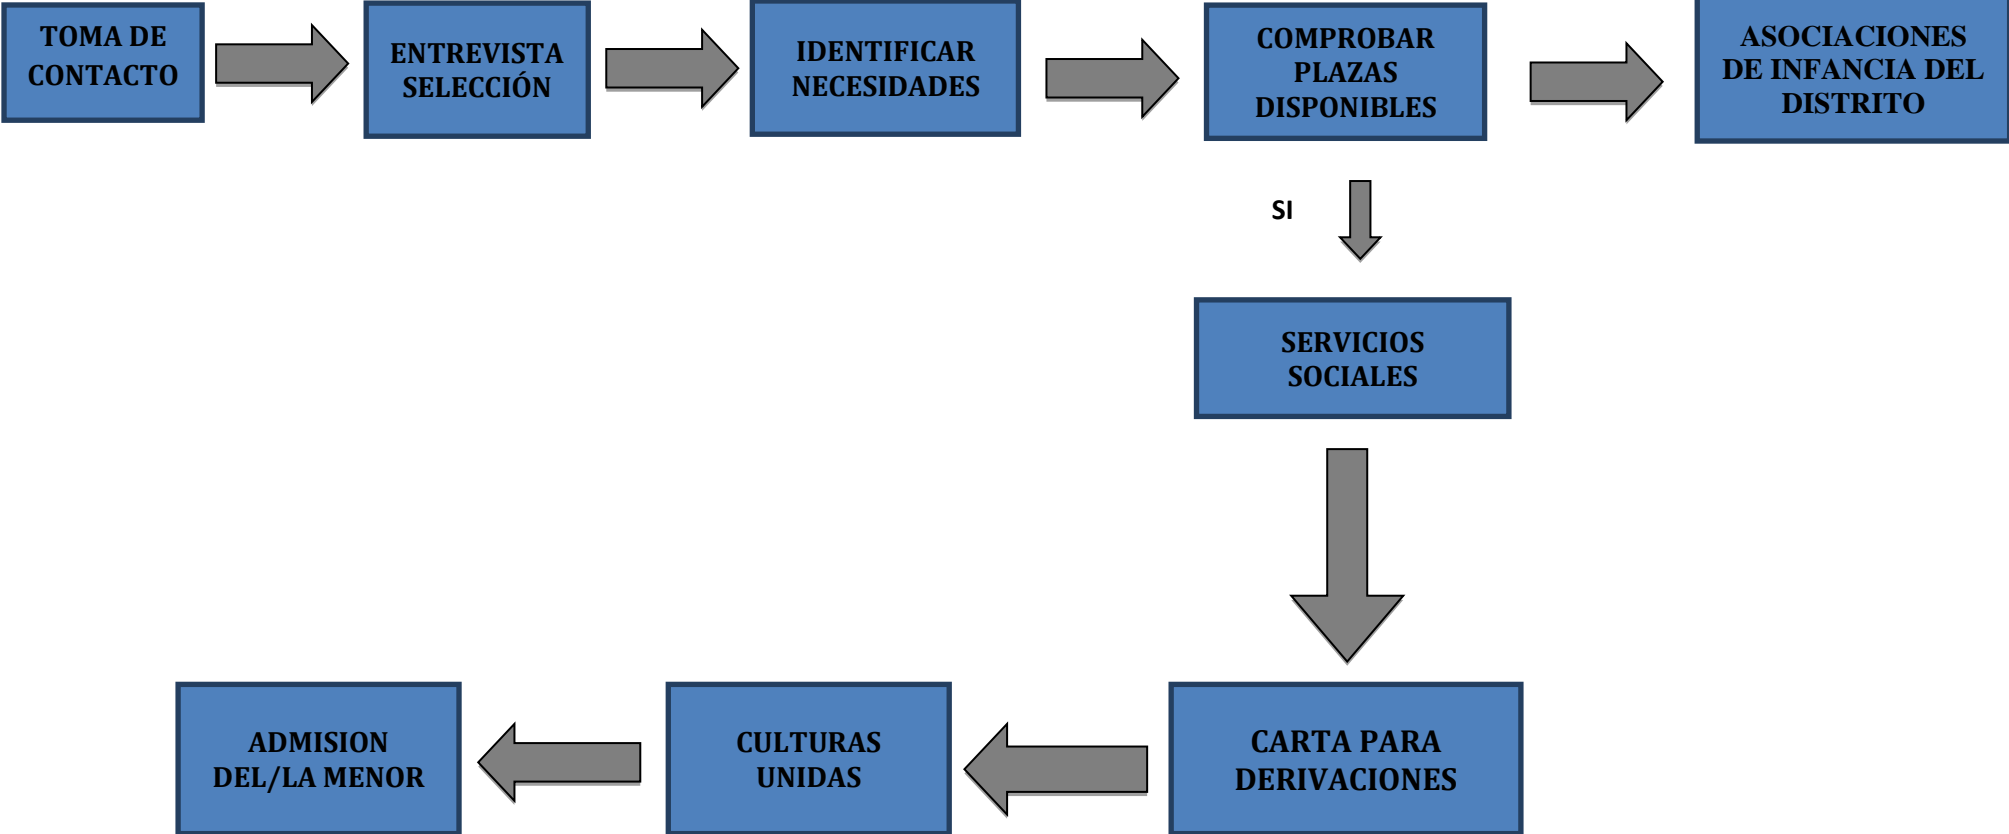 TOMA DE
CONTACTO
ENTREVISTA
SELECCIÓN
IDENTIFICAR
NECESIDADES
COMPROBAR
PLAZAS
DISPONIBLES
ASOCIACIONES
DE INFANCIA DEL
DISTRITO
SI
SERVICIOS
SOCIALES
CARTA PARA
DERIVACIONES
CULTURAS
UNIDAS
ADMISION
DEL/LA MENOR